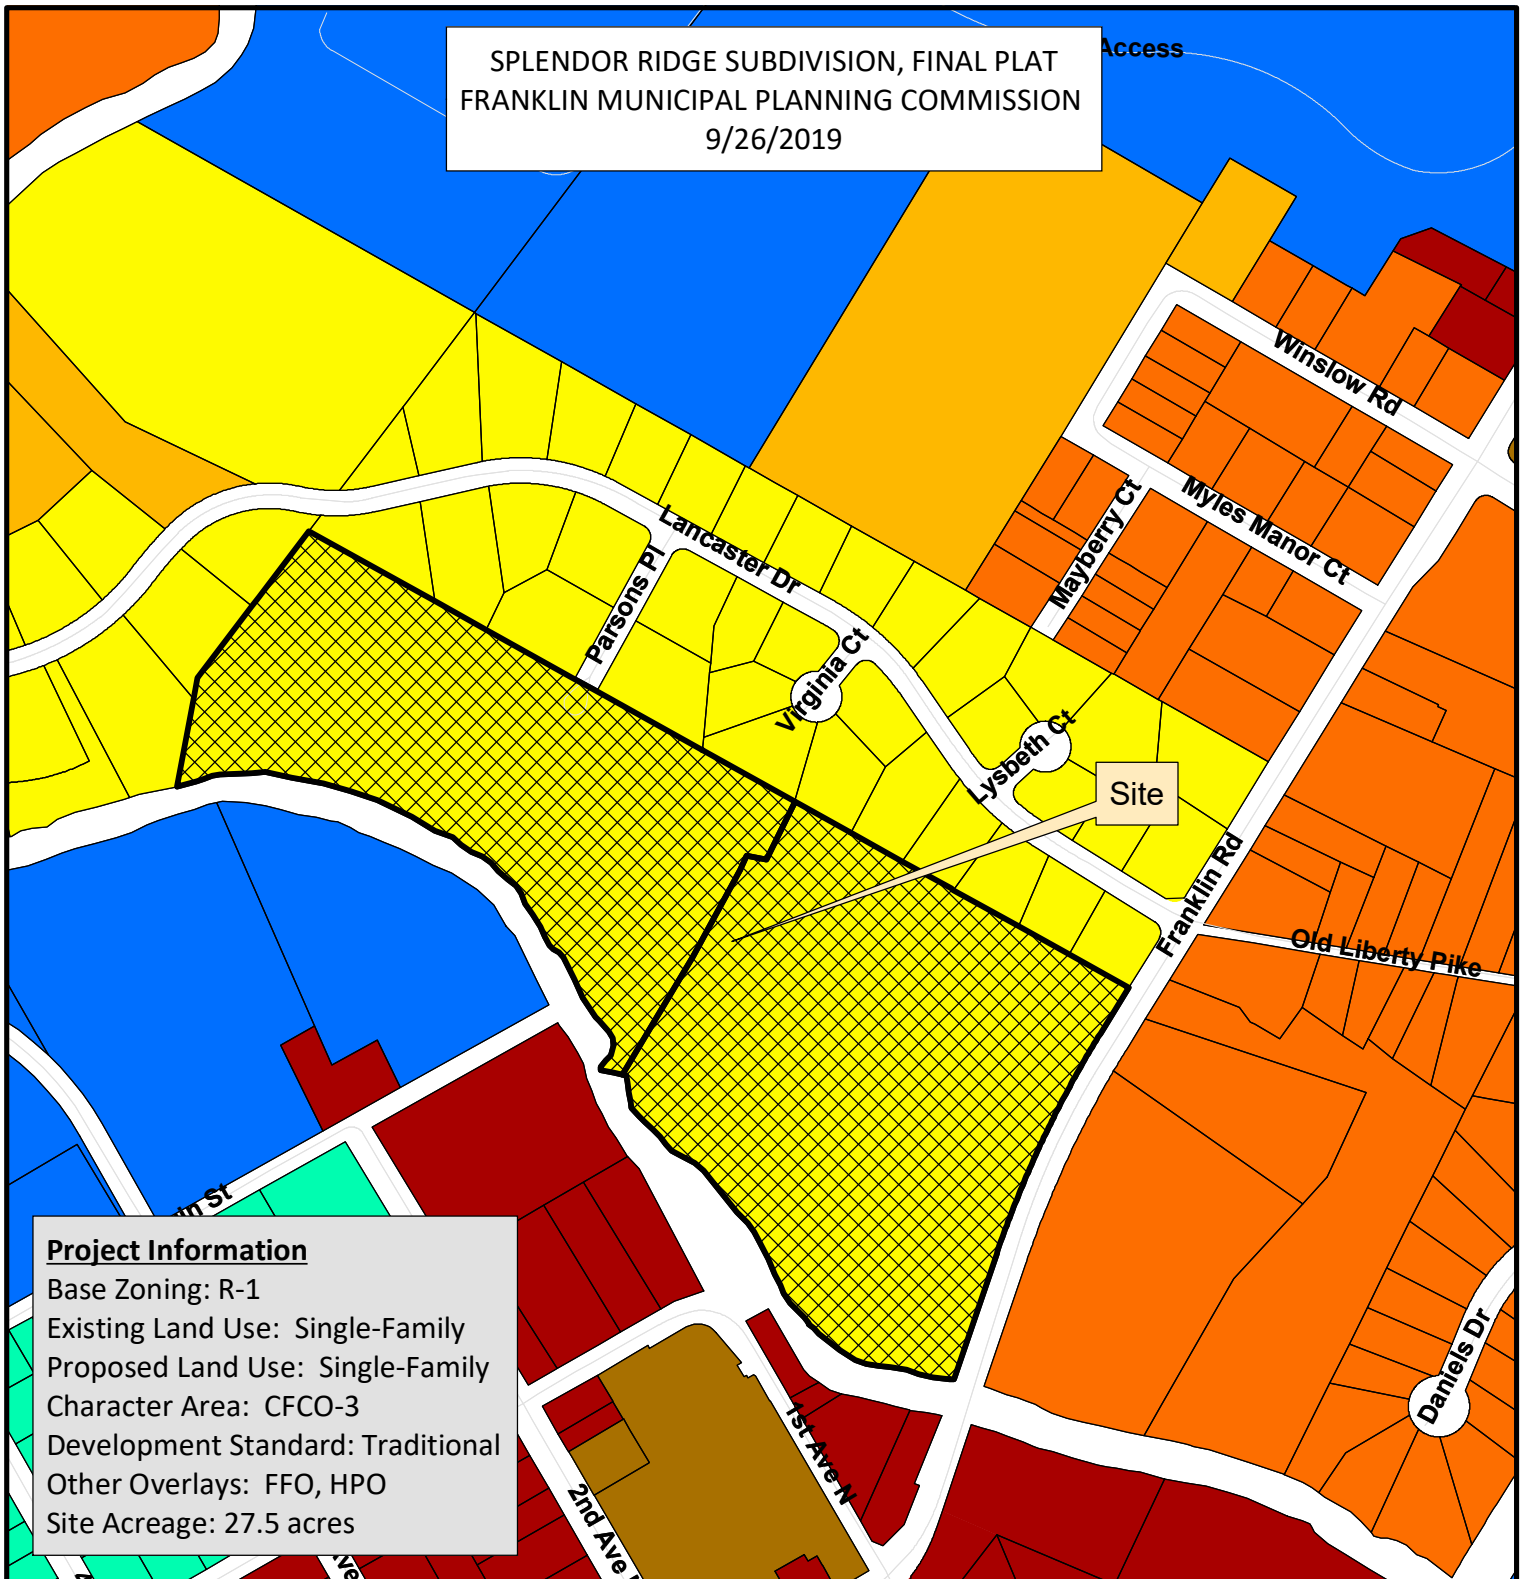 SPLENDOR RIDGE SUBDIVISION, FINAL PLAT
FRANKLIN MUNICIPAL PLANNING COMMISSION
9/26/2019
Access
Winslow Rd
Myles Manor Ct
Mayberry Ct
Lancaster Dr
Parsons Pl
Virginia Ct
Lysbeth Ct
Site
Franklin Rd
Old Liberty Pike
St
Project Information
Base Zoning: R-1
Existing Land Use: Single-Family
Proposed Land Use: Single-Family
Character Area: CFCO-3
Development Standard: Traditional
Other Overlays: FFO, HPO
Site Acreage: 27.5 acres
Daniels Dr
1st Ave N
2nd Ave
Ave